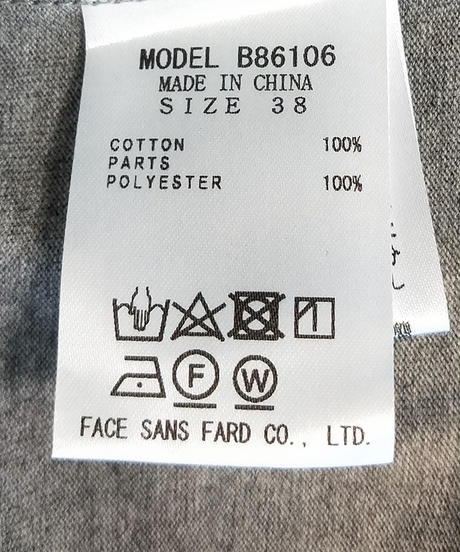 MODEL B86106
MADE IN CHINA
SIZE 38
COTTON 100%
PARTS
POLYESTER 100%
F W
FACE SANS FARD CO., LTD.